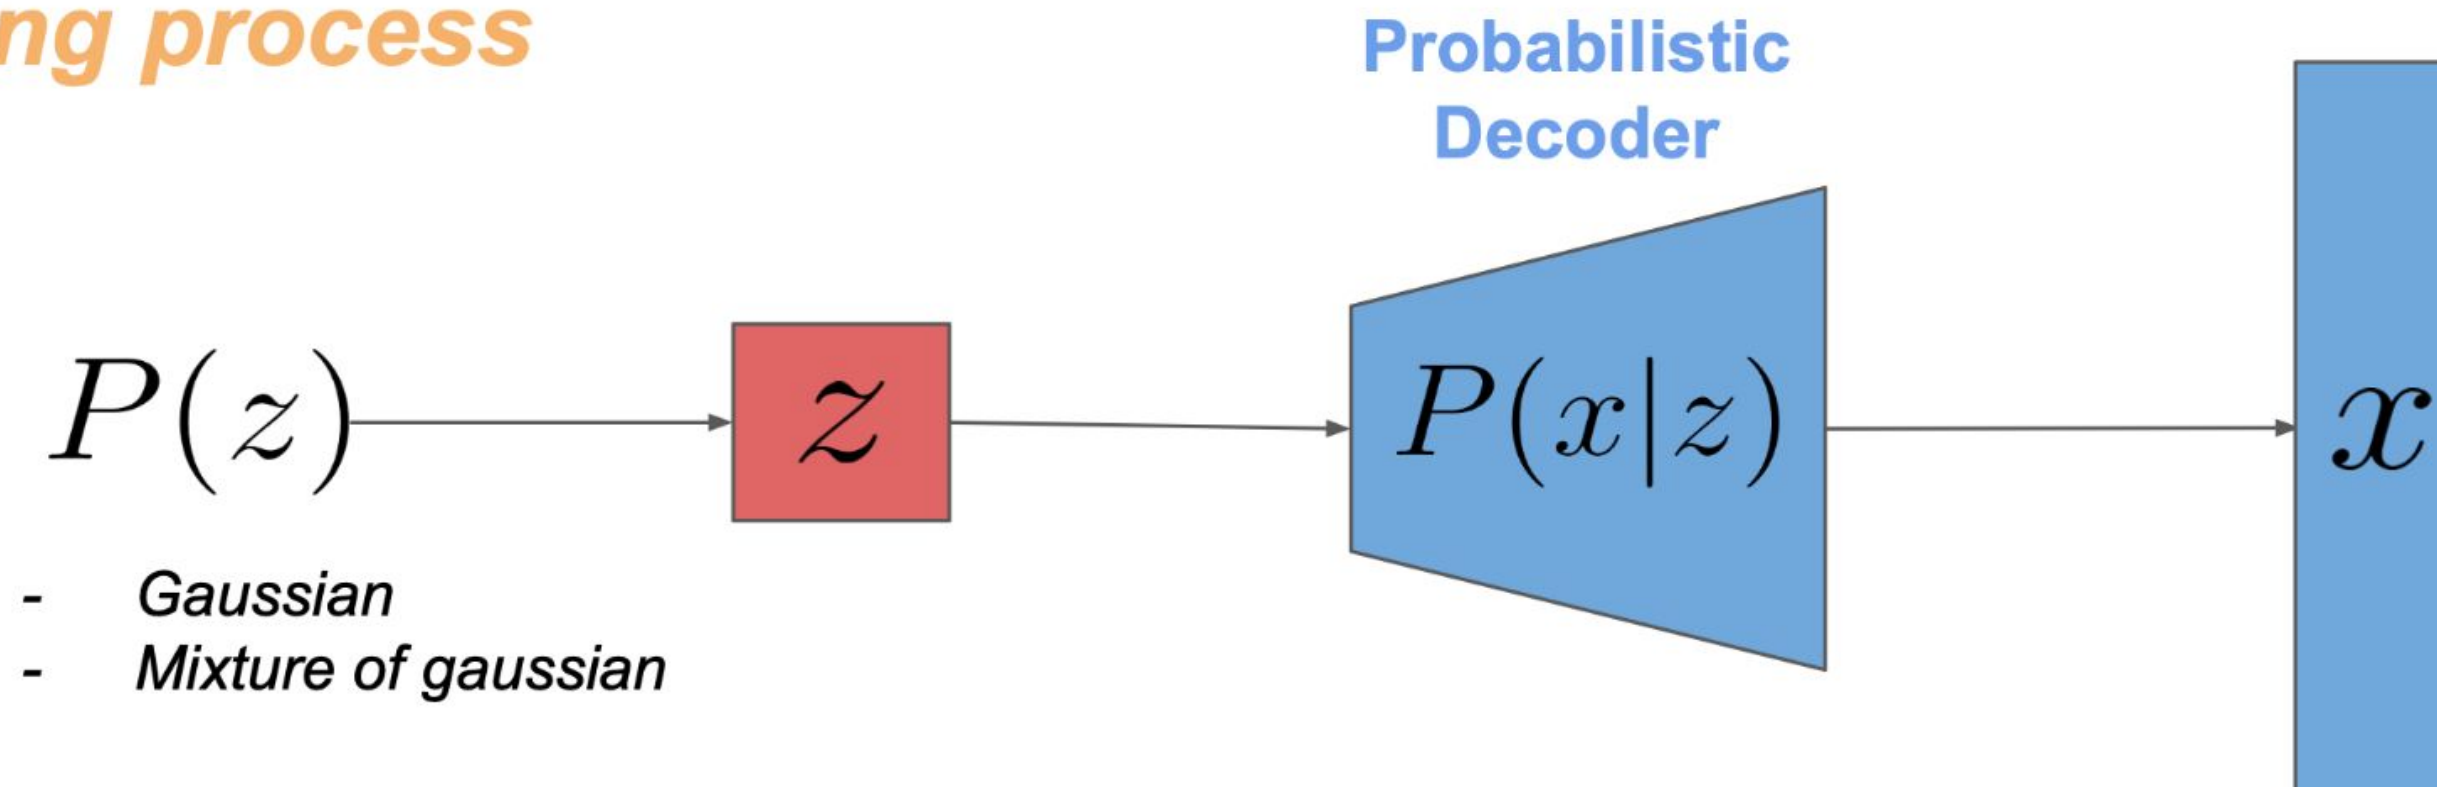 ng process
Probabilistic
Decoder
P(z)
z
P(x|z)
x
- Gaussian
- Mixture of gaussian